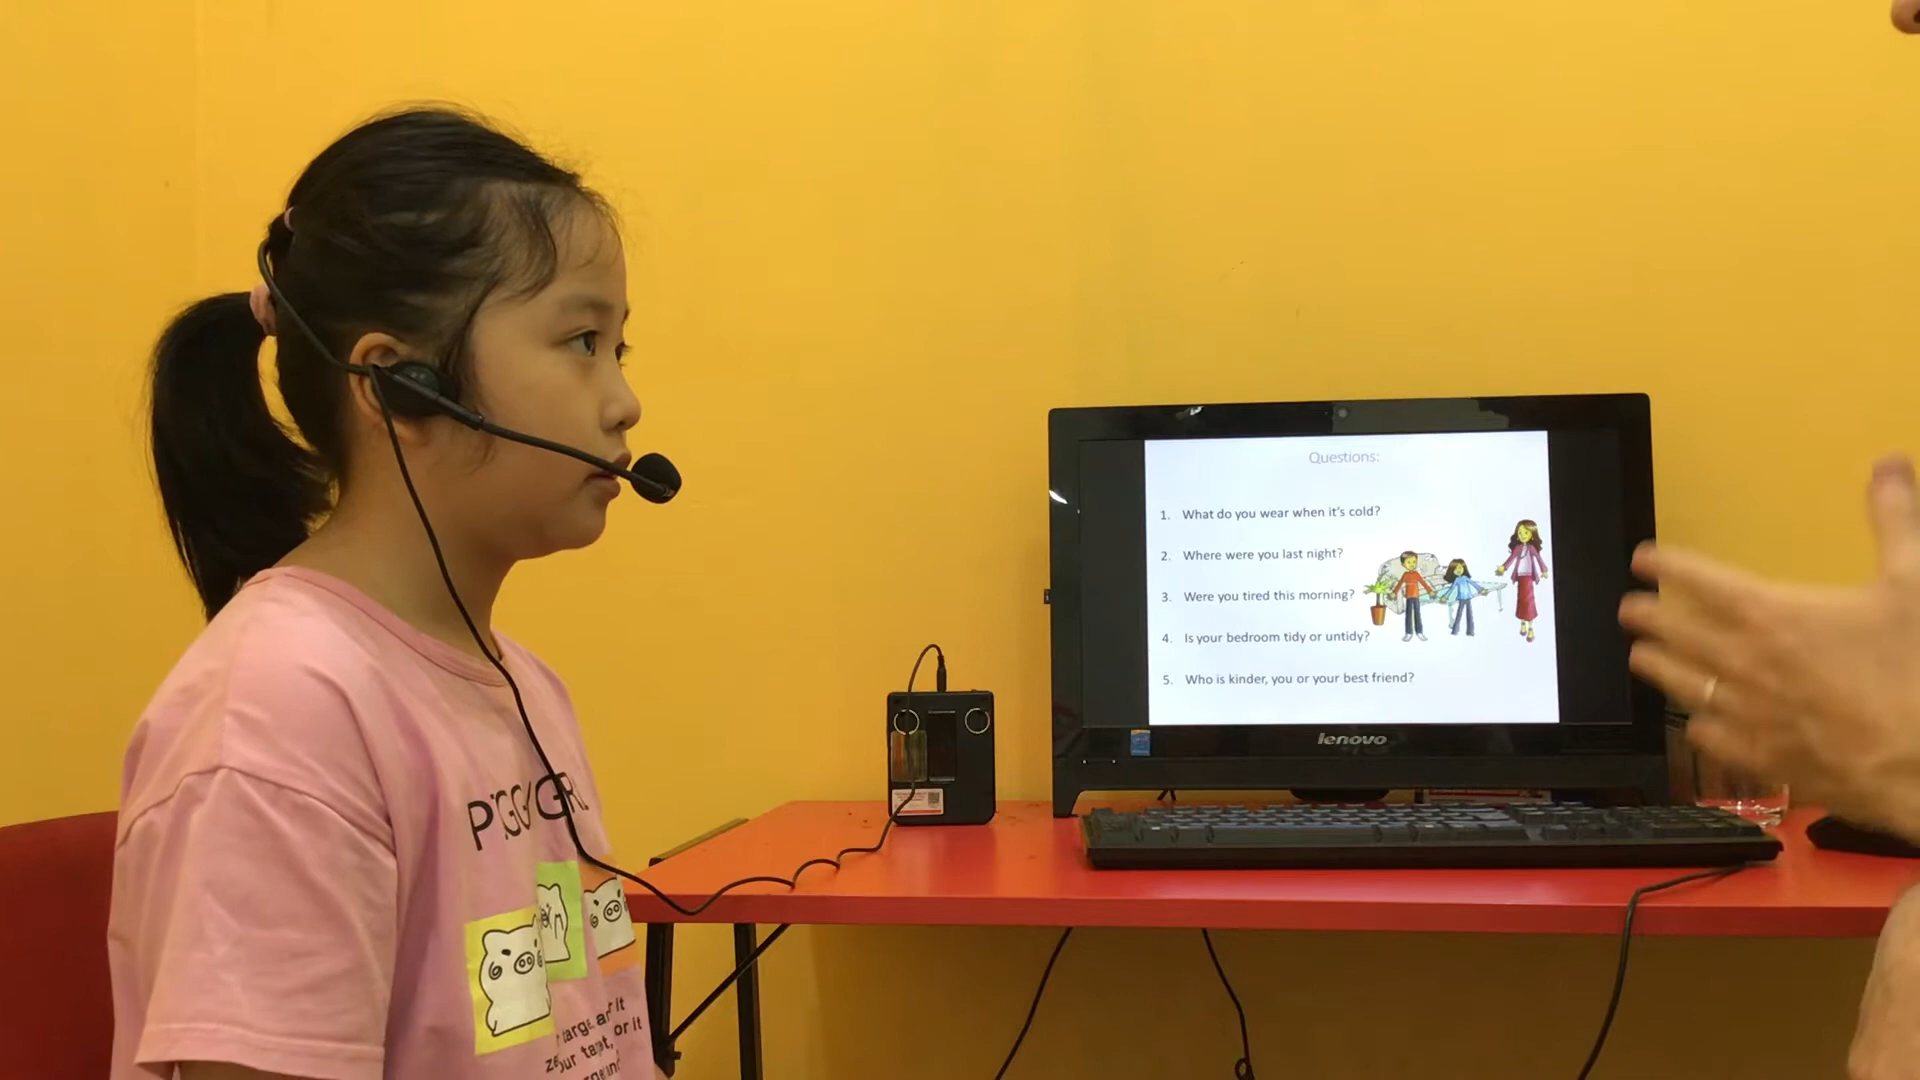 Questions:
1. What do you wear when it's cold?
2. Where were you last night?
3. Were you tired this morning?
4. Is your bedroom tidy or untidy?
5. Who is kinder, you or your best friend?
lenovo
or it